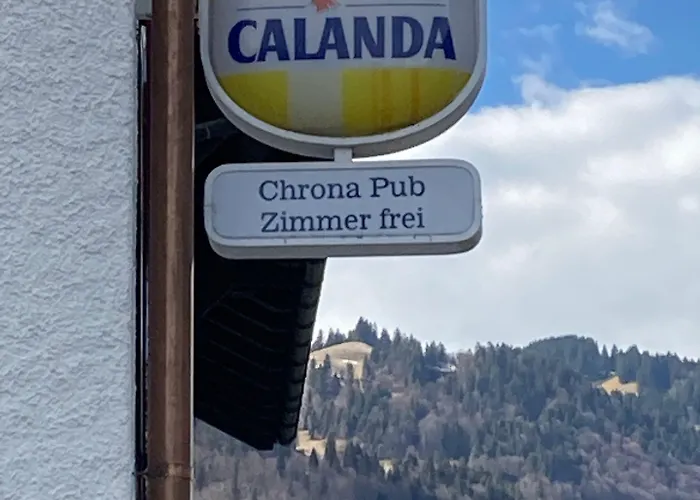 CALANDA
Chrona Pub
Zimmer frei